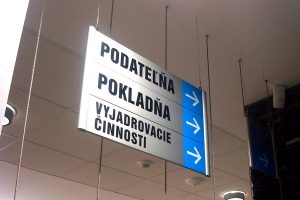 PODATEĽŇA
POKLADŇA
VYJADROVACIE
ČINNOSTI